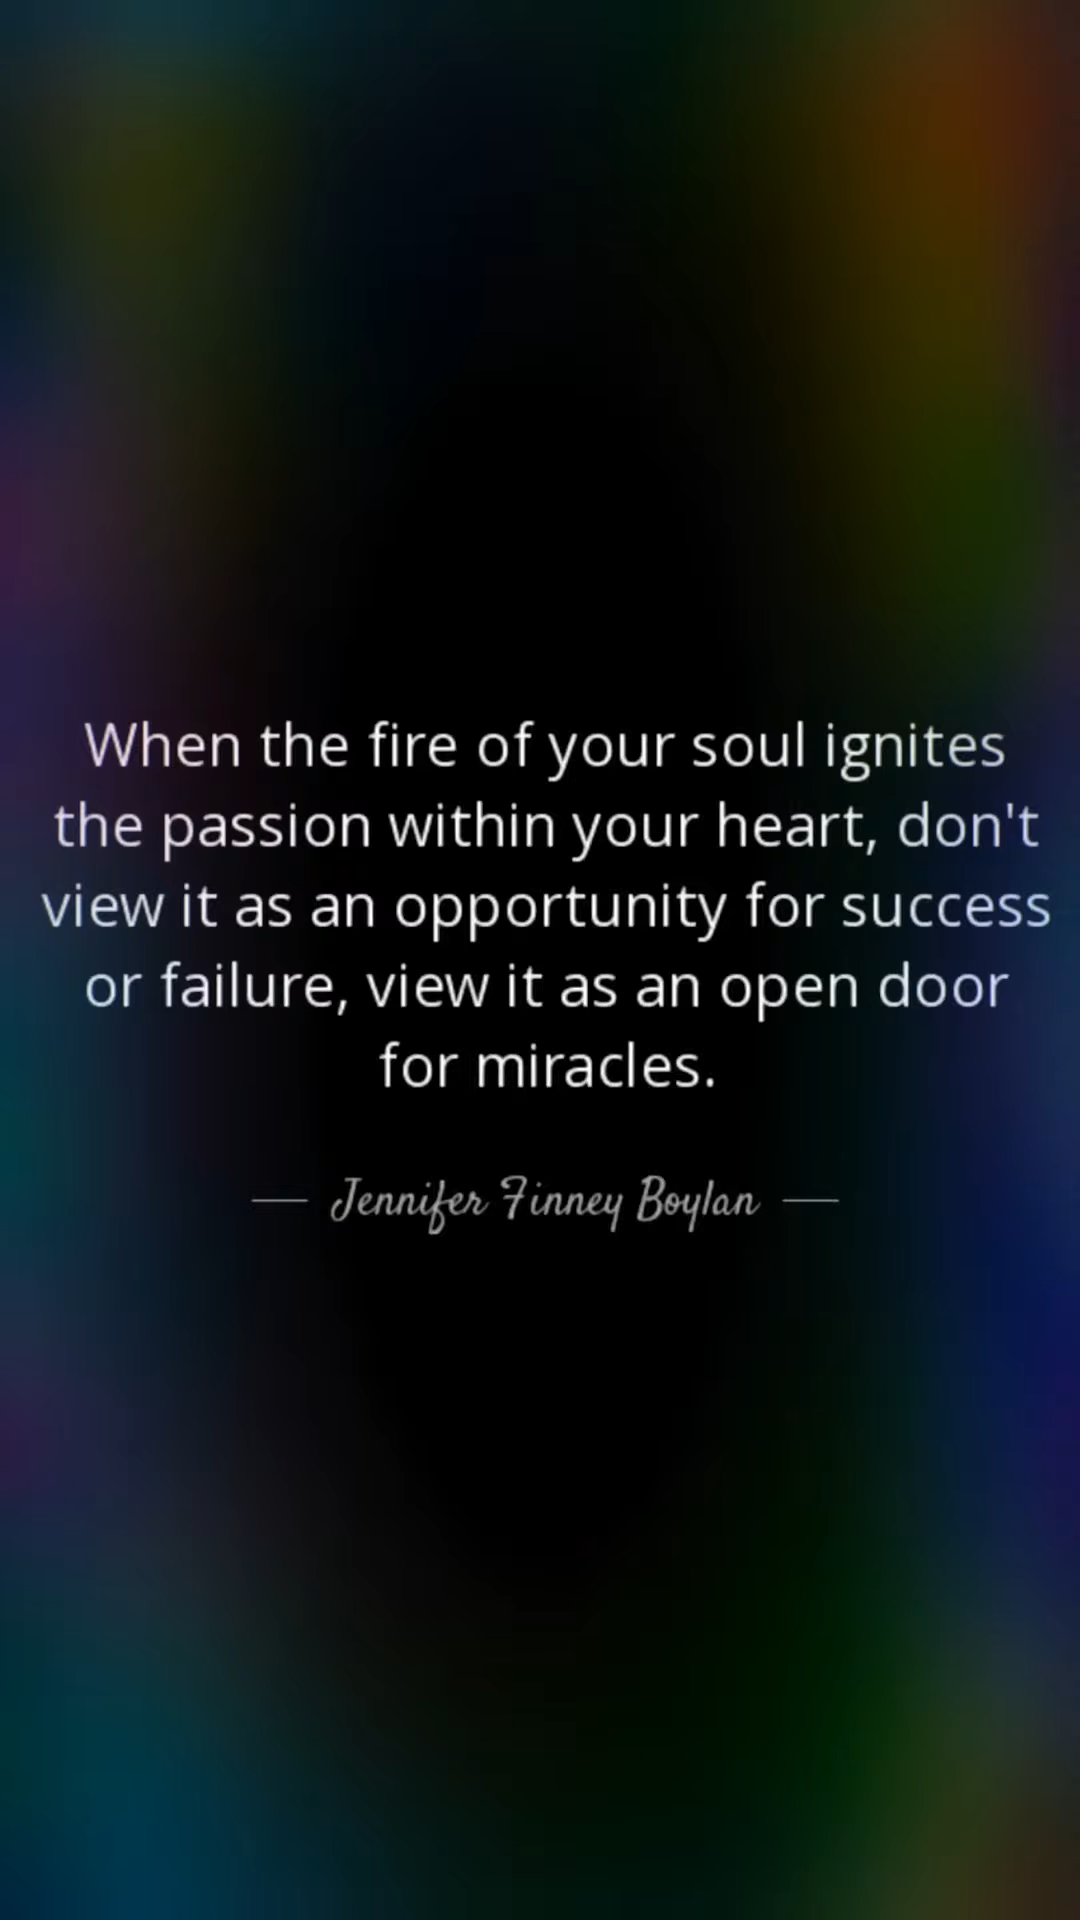 When the fire of your soul ignites
the passion within your heart, don't
view it as an opportunity for success
or failure, view it as an open door
for miracles.
— Jennifer Finney Boylan —